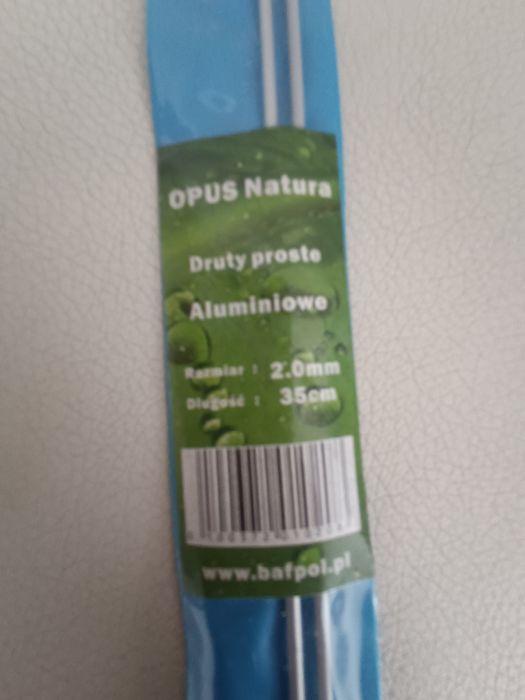 OPUS Natura
Druty proste
Aluminiowe
Rozmiar : 2.0mm
Długość : 35cm
www.bafpol.pl